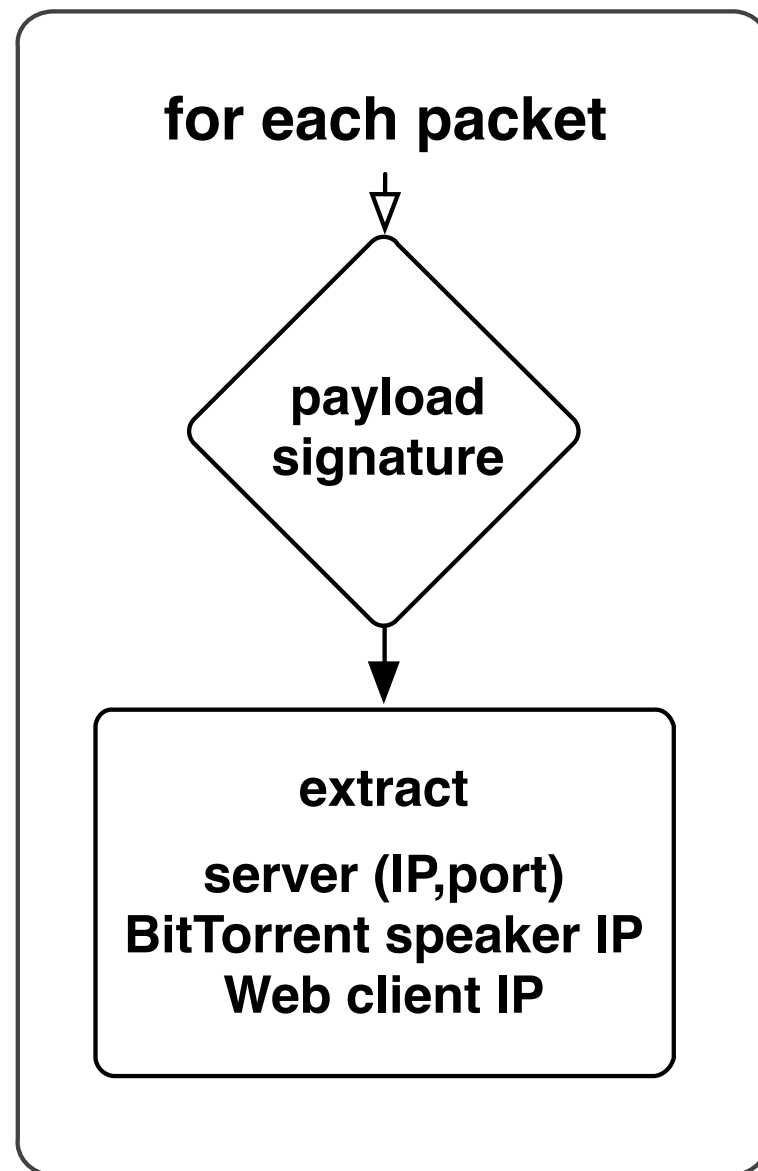 for each packet
payload
signature
extract
server (IP,port)
BitTorrent speaker IP
Web client IP